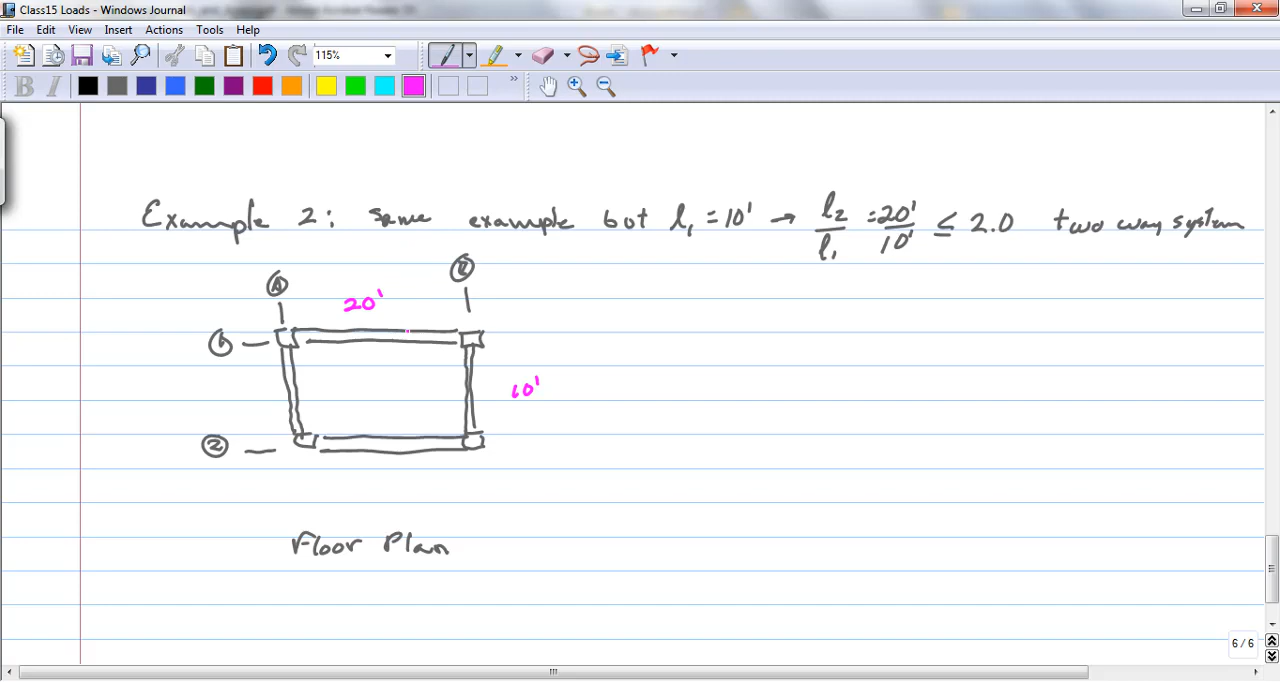 Class15 Loads - Windows Journal
File Edit View Insert Actions Tools Help
115%
B I
Example 2: same example but l₁ = 10' → l₂/l₁ = 20'/10' ≤ 2.0 two way system
A B
20'
1
10'
2
Floor Plan
6 / 6